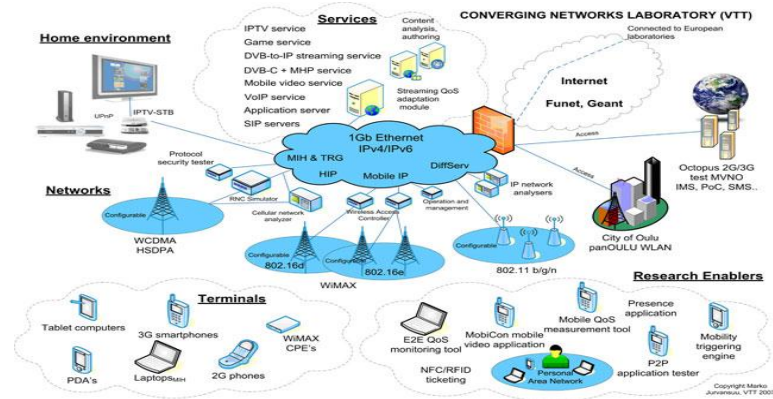 CONVERGING NETWORKS LABORATORY (VTT)
Services
Home environment
IPTV service
Game service
DVB-to-IP streaming service
DVB-C + MHP service
Mobile video service
VoIP service
Application server
SIP servers
Content
analysis,
authoring
Streaming QoS
adaptation
module
Connected to European
laboratories
Internet
Funet, Geant
UPnP
IPTV-STB
1Gb Ethernet
IPv4/IPv6
MIH & TRG
DiffServ
HIP
Mobile IP
Access
Access
Octopus 2G/3G
test MVNO
IMS, PoC, SMS..
City of Oulu
panOULU WLAN
Protocol
security tester
Networks
RNC Simulator
Cellular network
analyzer
Wireless Access
Controller
Operation and
management
IP network
analysers
Configurable
WCDMA
HSDPA
Configurable
802.16d
Configurable
802.16e
WiMAX
Configurable
802.11 b/g/n
Terminals
Tablet computers
3G smartphones
WiMAX
CPE's
PDA's
LaptopsMIH
2G phones
Research Enablers
E2E QoS
monitoring tool
MobiCon mobile
video application
Mobile QoS
measurement tool
Presence
application
Mobility
triggering
engine
NFC/RFID
ticketing
Personal
Area Network
P2P
application tester
Copyright Marko
Jurvansuu, VTT 2007